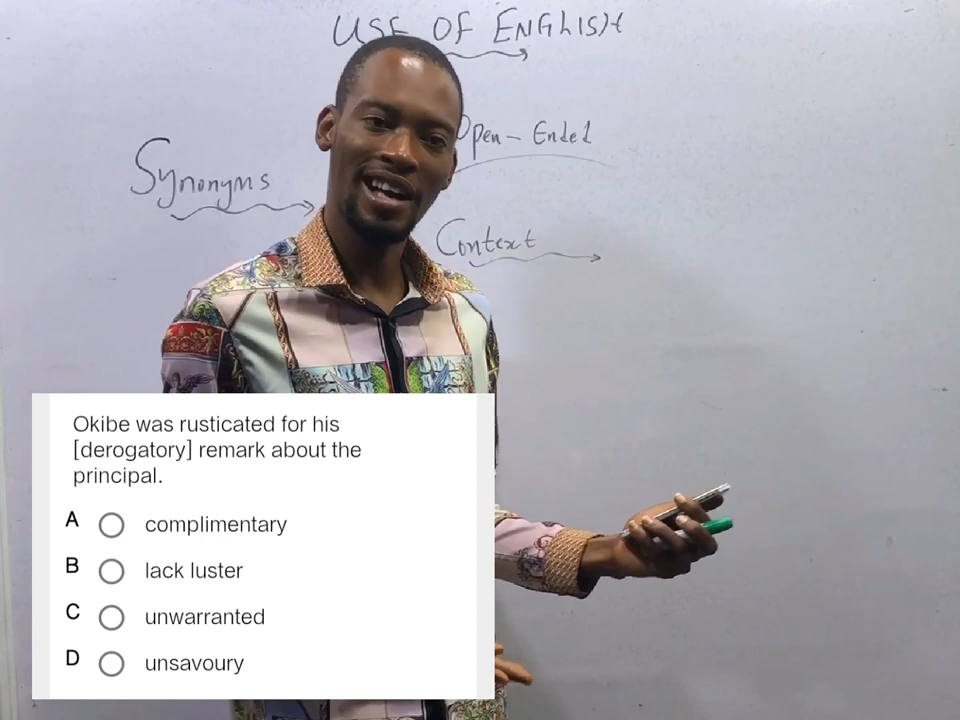 USE OF ENGLISH
Open-Ended
Synonyms
Context
Okibe was rusticated for his
[derogatory] remark about the
principal.
A complimentary
B lack luster
C unwarranted
D unsavoury